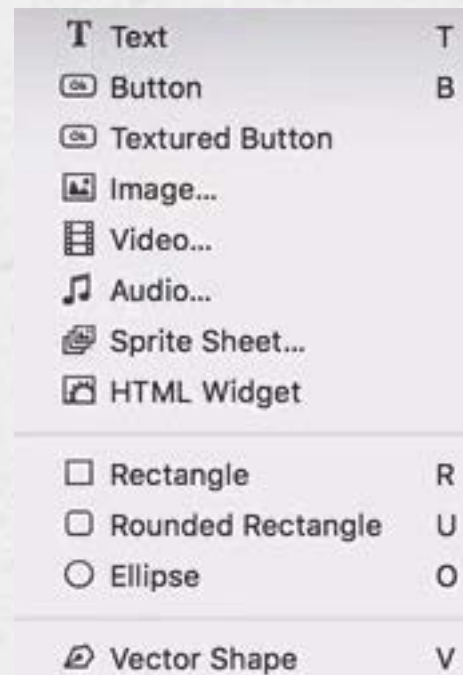 Text T
Button B
Textured Button
Image...
Video...
Audio...
Sprite Sheet...
HTML Widget
Rectangle R
Rounded Rectangle U
Ellipse O
Vector Shape V